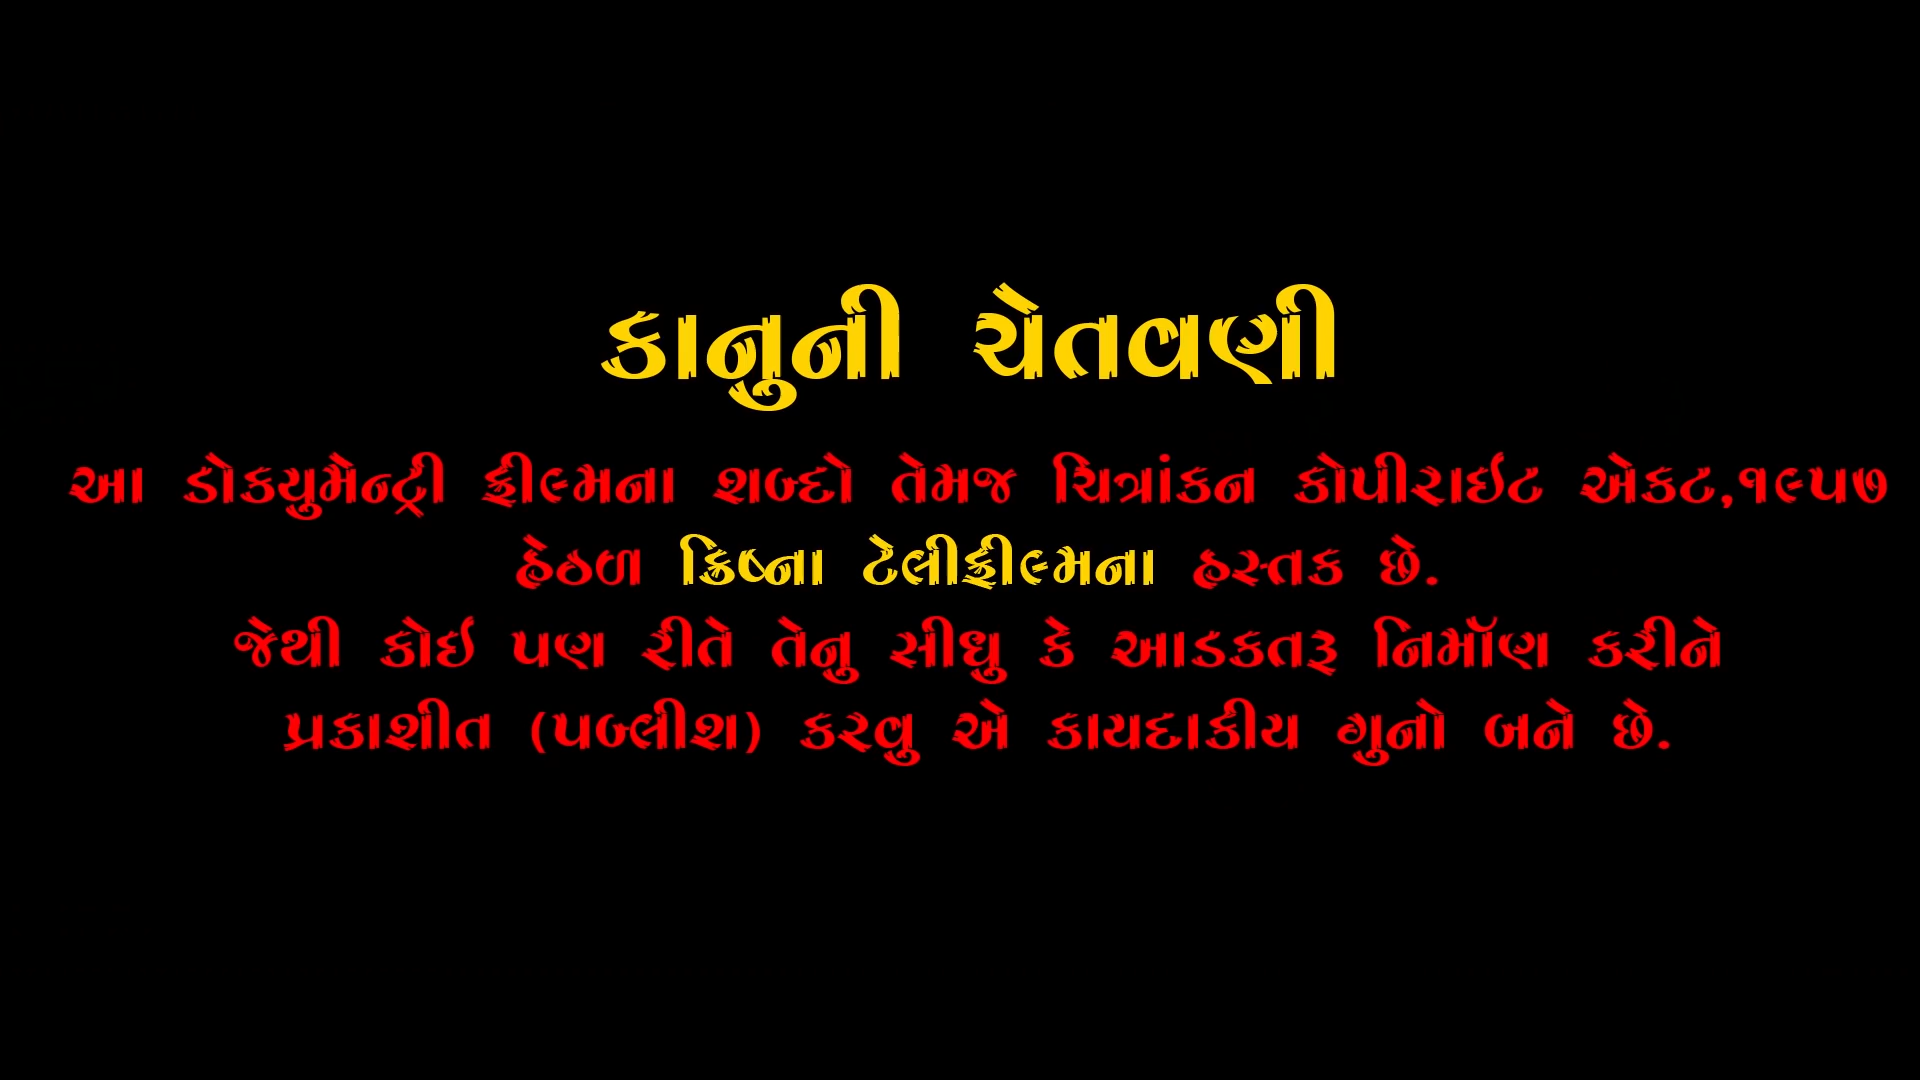 કાનુની ચેતવણી
આ ડોકયુમેન્ટ્રી ફીલ્મના શબ્દો તેમજ ચિત્રાંકન કોપીરાઇટ એકટ,૧૯૫૭
હેઠળ ક્રિષ્ના ટેલીફીલ્મના હસ્તક છે.
જેથી કોઇ પણ રીતે તેનુ સીધુ કે આડકતરૂ નિર્માણ કરીને
પ્રકાશીત (પબ્લીશ) કરવુ એ કાયદાકીય ગુનો બને છે.